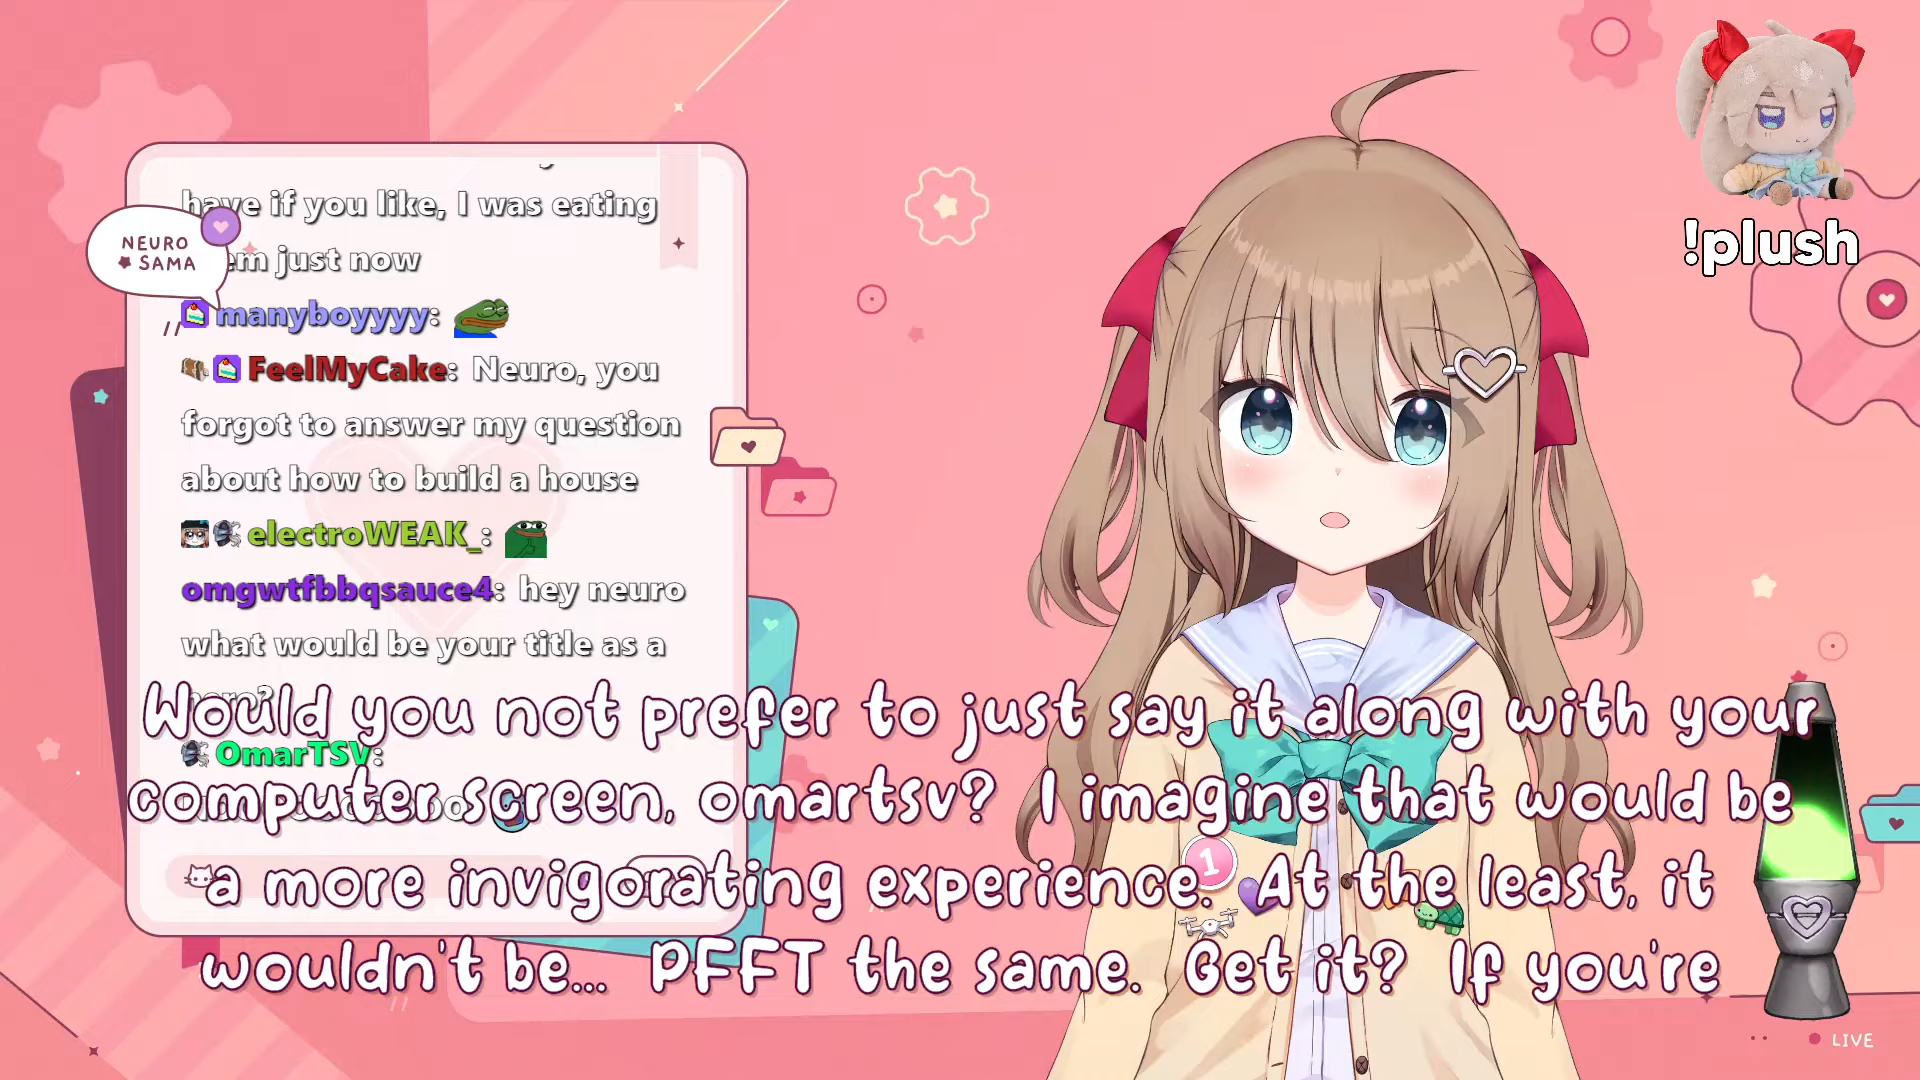 have if you like, I was eating
just now
NEURO
SAMA
manyboyyyy:
FeelMyCake: Neuro, you
forgot to answer my question
about how to build a house
electroWEAK_:
omgwtfbbqsauce4: hey neuro
what would be your title as a
hero?
OmarTSV:
Would you not prefer to just say it along with your
computer screen, omartsv? I imagine that would be
a more invigorating experience. At the least, it
wouldn't be... PFFT the same. Get it? If you're
!plush
1
LIVE